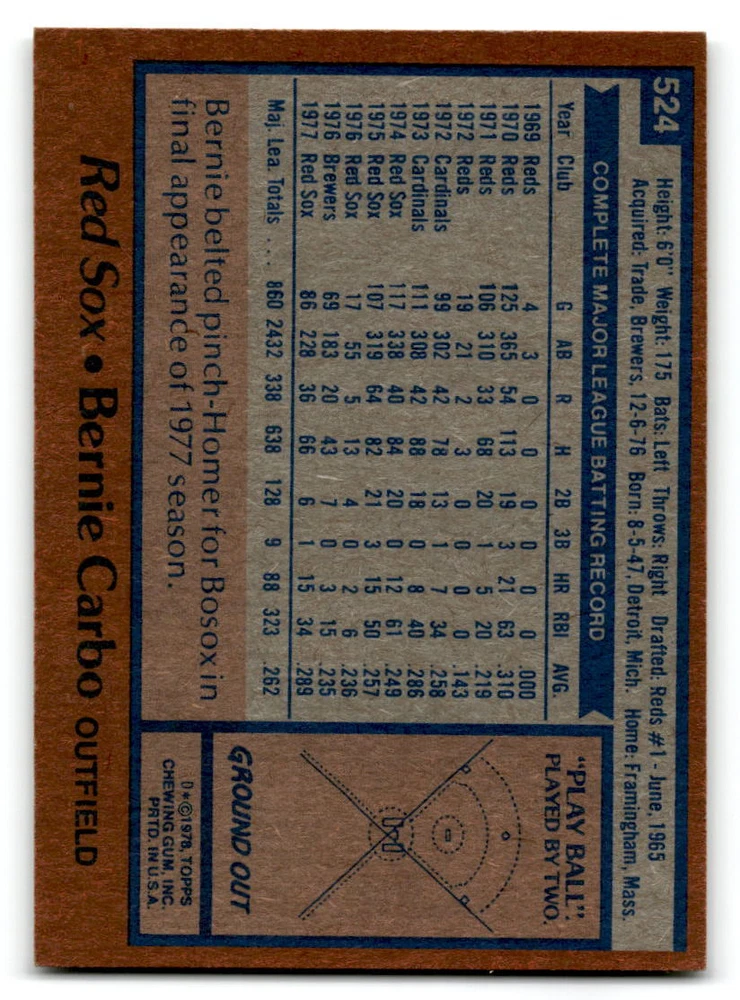 524
Height: 6'0" Weight: 175 Bats: Left Throws: Right Drafted: Reds #1 - June, 1965
Acquired: Trade, Brewers, 12-6-76 Born: 8-5-47, Detroit, Mich. Home: Framingham, Mass.
COMPLETE MAJOR LEAGUE BATTING RECORD
Year Club G AB R H 2B 3B HR RBI AVG.
1969 Reds 4 3 0 0 0 0 0 0 .000
1970 Reds 125 365 54 113 19 3 21 63 .310
1971 Reds 106 310 33 68 20 1 5 20 .219
1972 Reds 19 21 2 3 0 0 0 0 .143
1972 Cardinals 99 302 42 78 13 1 7 34 .258
1973 Cardinals 111 308 42 88 18 0 8 40 .286
1974 Red Sox 117 338 40 84 20 0 12 61 .249
1975 Red Sox 107 319 64 82 21 3 15 50 .257
1976 Red Sox 17 55 5 13 4 0 2 6 .236
1976 Brewers 69 183 20 43 7 0 3 15 .235
1977 Red Sox 86 228 36 66 6 1 15 34 .289
Maj. Lea. Totals ... 860 2432 338 638 128 9 88 323 .262
Bernie belted pinch-Homer for Bosox in
final appearance of 1977 season.
"PLAY BALL"
PLAYED BY TWO.
GROUND OUT
D*©1978, TOPPS
CHEWING GUM, INC.
PRTD. IN U.S.A.
Red Sox • Bernie Carbo OUTFIELD